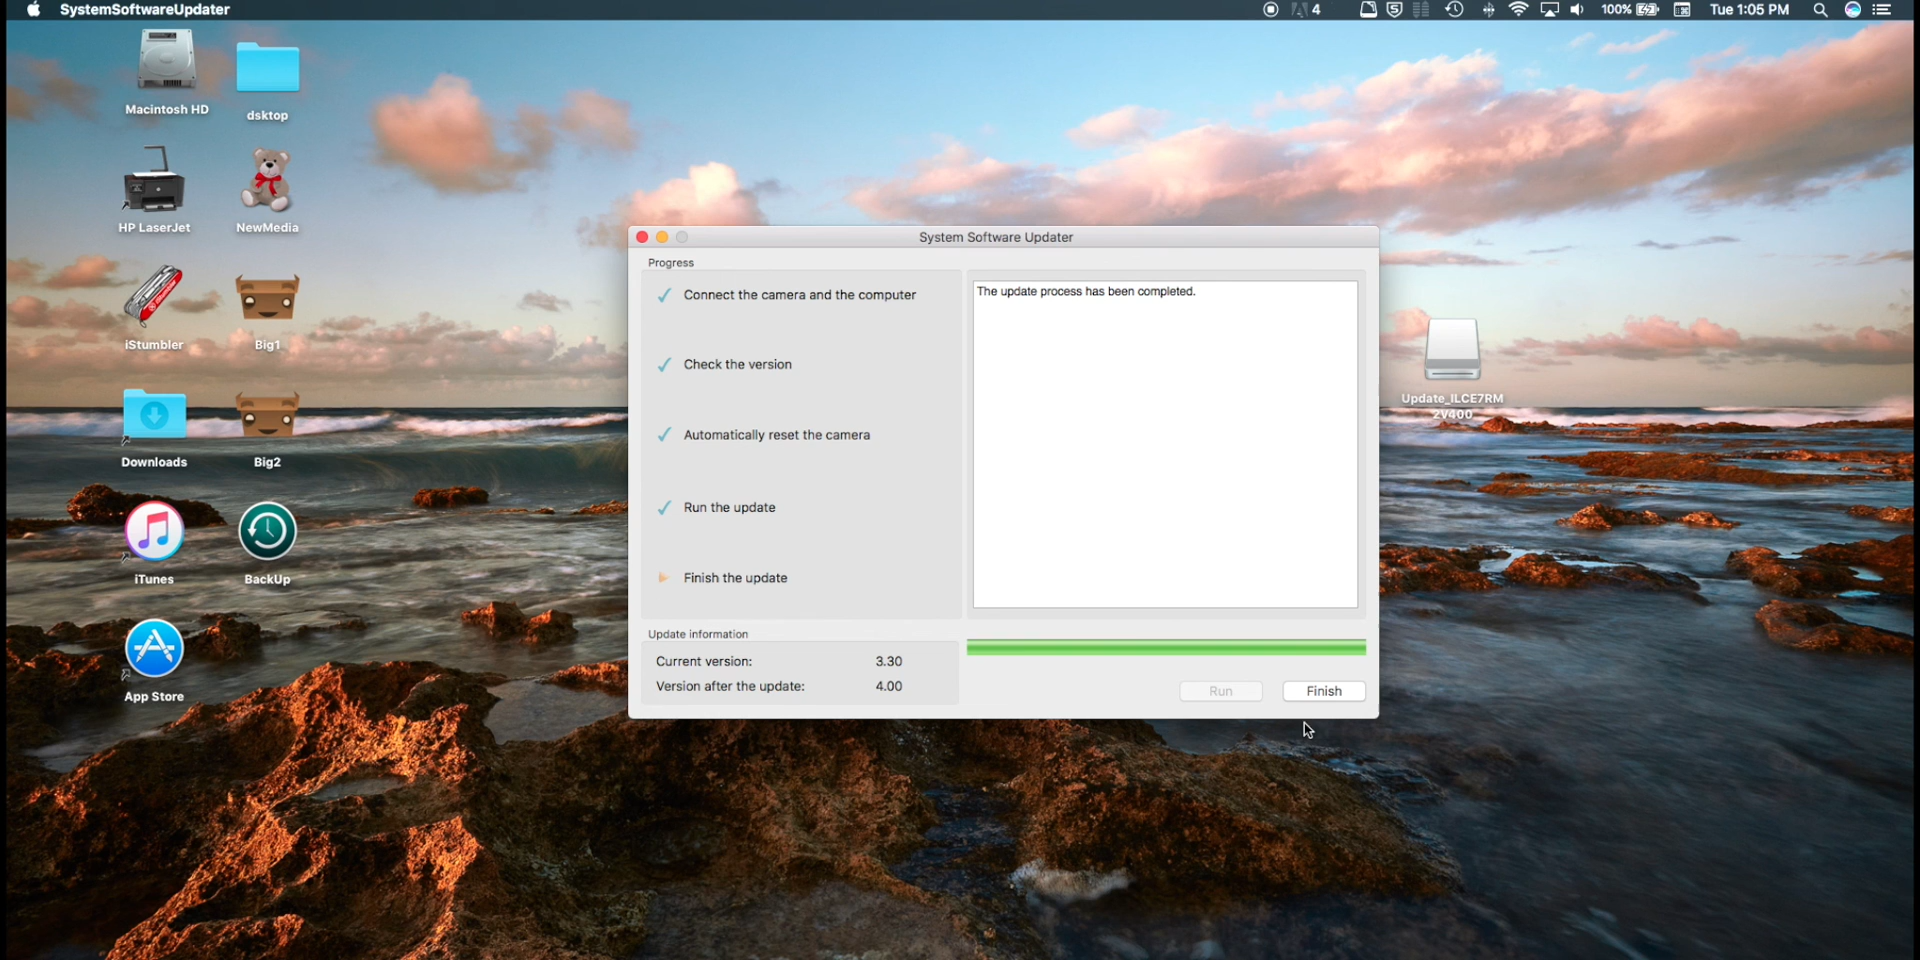 SystemSoftwareUpdater
4
5
100%
Tue 1:05 PM
Macintosh HD
dsktop
HP LaserJet
NewMedia
iStumbler
Big1
Downloads
Big2
iTunes
BackUp
App Store
System Software Updater
Progress
Connect the camera and the computer
Check the version
Automatically reset the camera
Run the update
Finish the update
The update process has been completed.
Update information
Current version: 3.30
Version after the update: 4.00
Run
Finish
Update_ILCE7RM
2V400